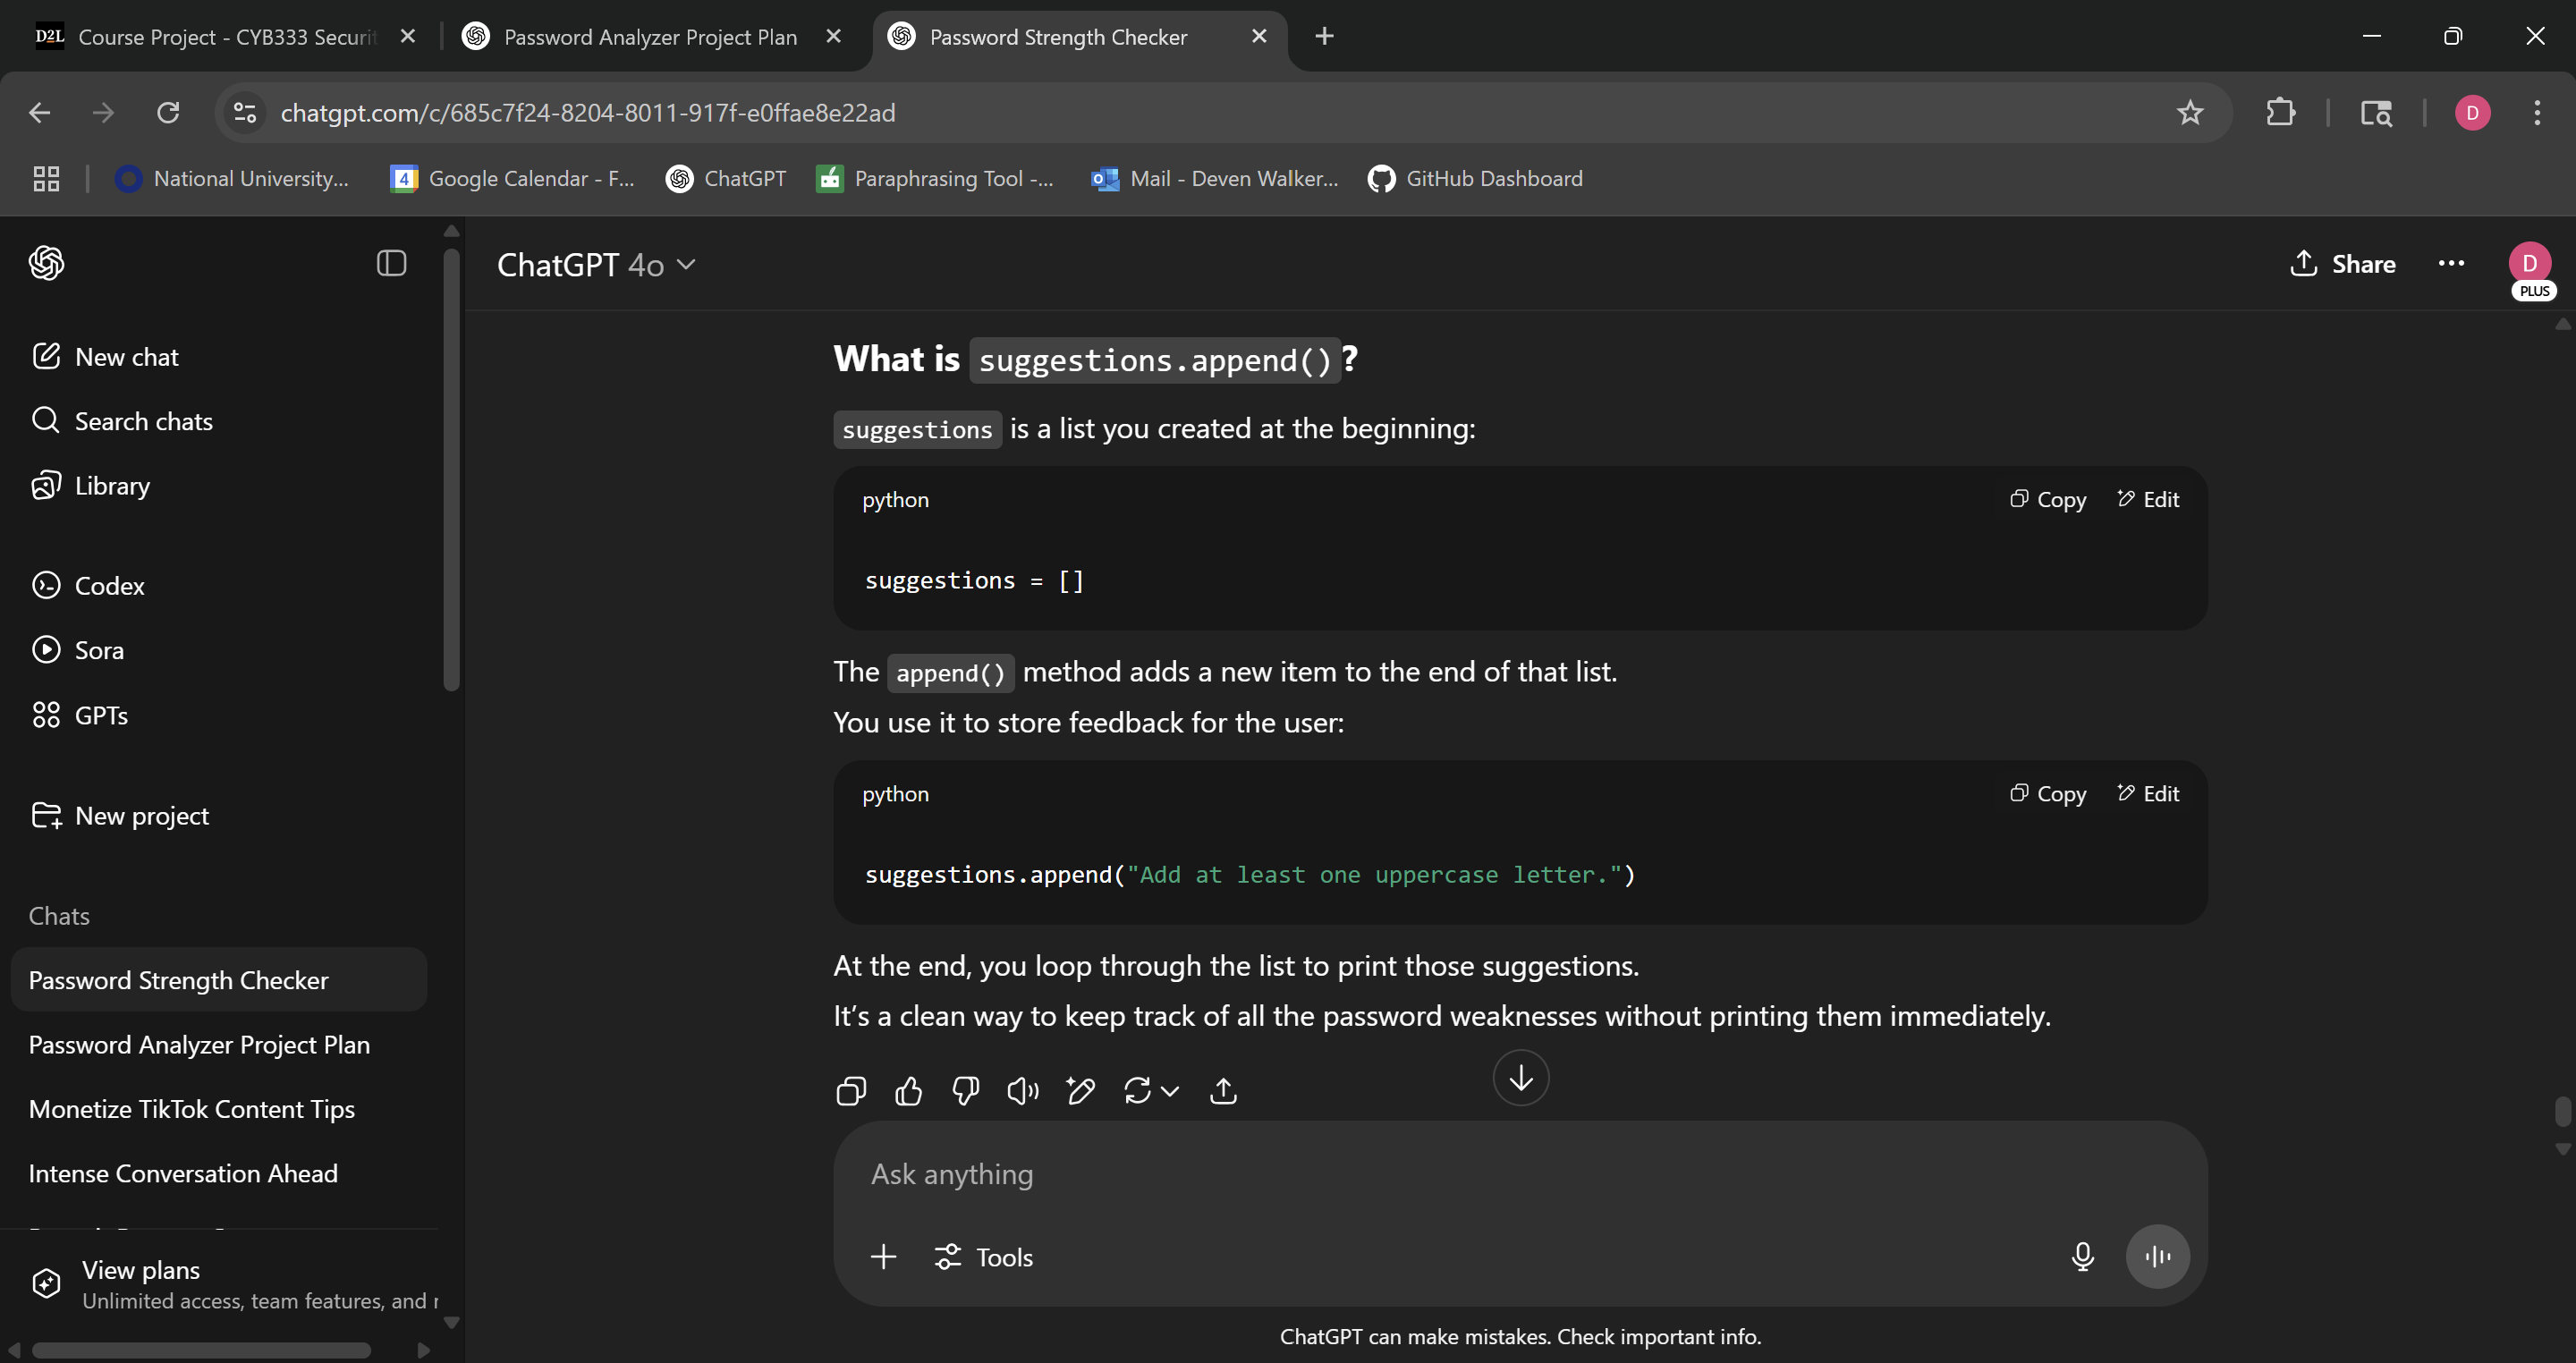 D2L Course Project - CYB333 Securit
Password Analyzer Project Plan
Password Strength Checker
chatgpt.com/c/685c7f24-8204-8011-917f-e0ffae8e22ad
D
National University...
4 Google Calendar - F...
ChatGPT
Paraphrasing Tool -...
Mail - Deven Walker...
GitHub Dashboard
ChatGPT 4o
Share
D
PLUS
New chat
Search chats
Library
Codex
Sora
GPTs
New project
Chats
Password Strength Checker
Password Analyzer Project Plan
Monetize TikTok Content Tips
Intense Conversation Ahead
View plans
Unlimited access, team features, and
What is suggestions.append()?
suggestions is a list you created at the beginning:
python Copy Edit
suggestions = []
The append() method adds a new item to the end of that list.
You use it to store feedback for the user:
python Copy Edit
suggestions.append("Add at least one uppercase letter.")
At the end, you loop through the list to print those suggestions.
It’s a clean way to keep track of all the password weaknesses without printing them immediately.
Ask anything
Tools
ChatGPT can make mistakes. Check important info.